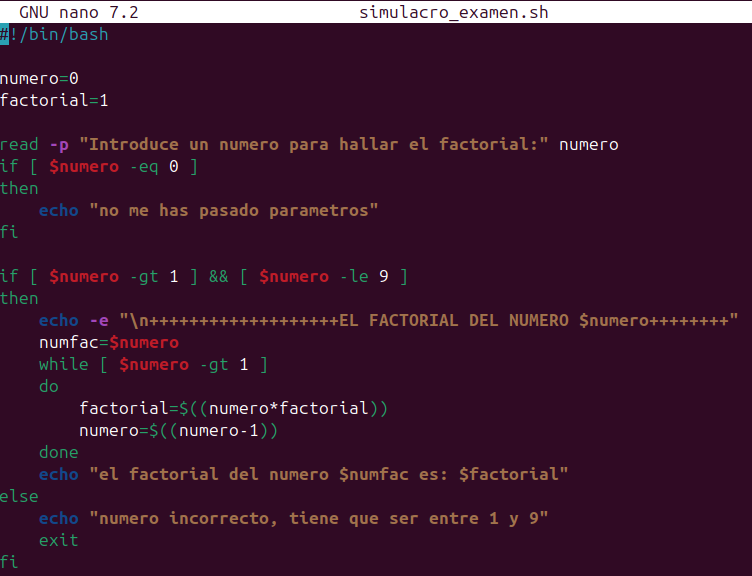 GNU nano 7.2 simulacro_examen.sh
#!/bin/bash
numero=0
factorial=1
read -p "Introduce un numero para hallar el factorial:" numero
if [ $numero -eq 0 ]
then
    echo "no me has pasado parametros"
fi
if [ $numero -gt 1 ] && [ $numero -le 9 ]
then
    echo -e "\n+++++++++++++++++++EL FACTORIAL DEL NUMERO $numero++++++++"
    numfac=$numero
    while [ $numero -gt 1 ]
    do
        factorial=$((numero*factorial))
        numero=$((numero-1))
    done
    echo "el factorial del numero $numfac es: $factorial"
else
    echo "numero incorrecto, tiene que ser entre 1 y 9"
    exit
fi